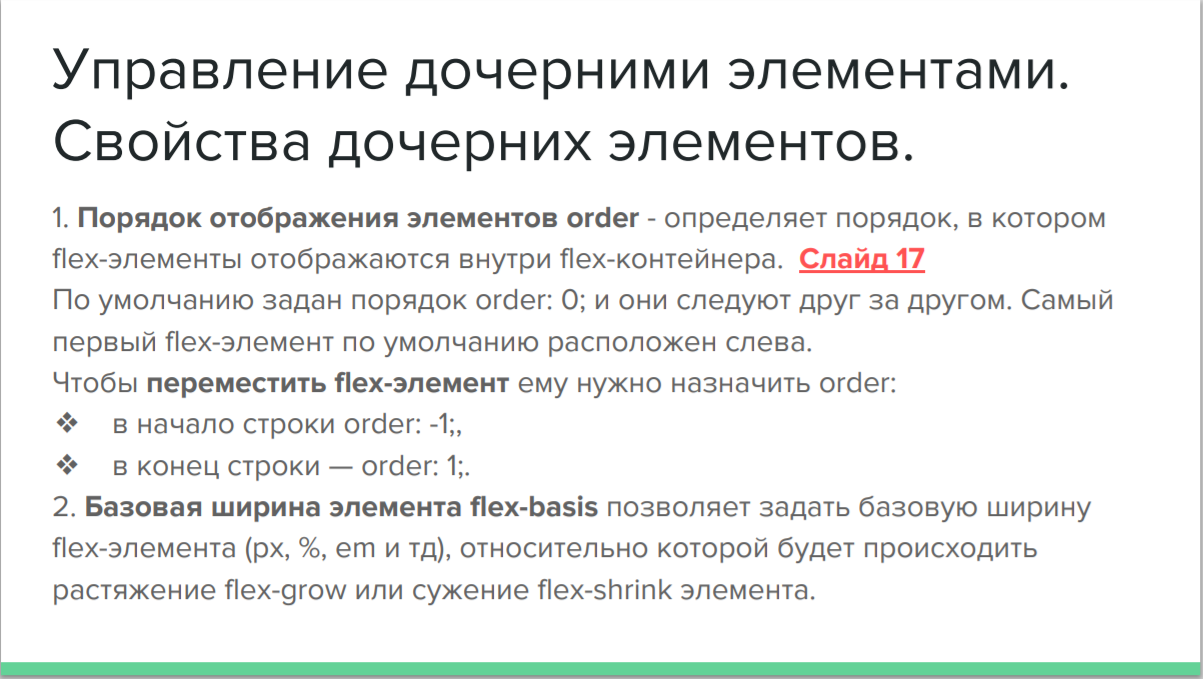 Управление дочерними элементами.
Свойства дочерних элементов.
1. Порядок отображения элементов order - определяет порядок, в котором
flex-элементы отображаются внутри flex-контейнера. Слайд 17
По умолчанию задан порядок order: 0; и они следуют друг за другом. Самый
первый flex-элемент по умолчанию расположен слева.
Чтобы переместить flex-элемент ему нужно назначить order:
❖ в начало строки order: -1;,
❖ в конец строки — order: 1;.
2. Базовая ширина элемента flex-basis позволяет задать базовую ширину
flex-элемента (px, %, em и тд), относительно которой будет происходить
растяжение flex-grow или сужение flex-shrink элемента.